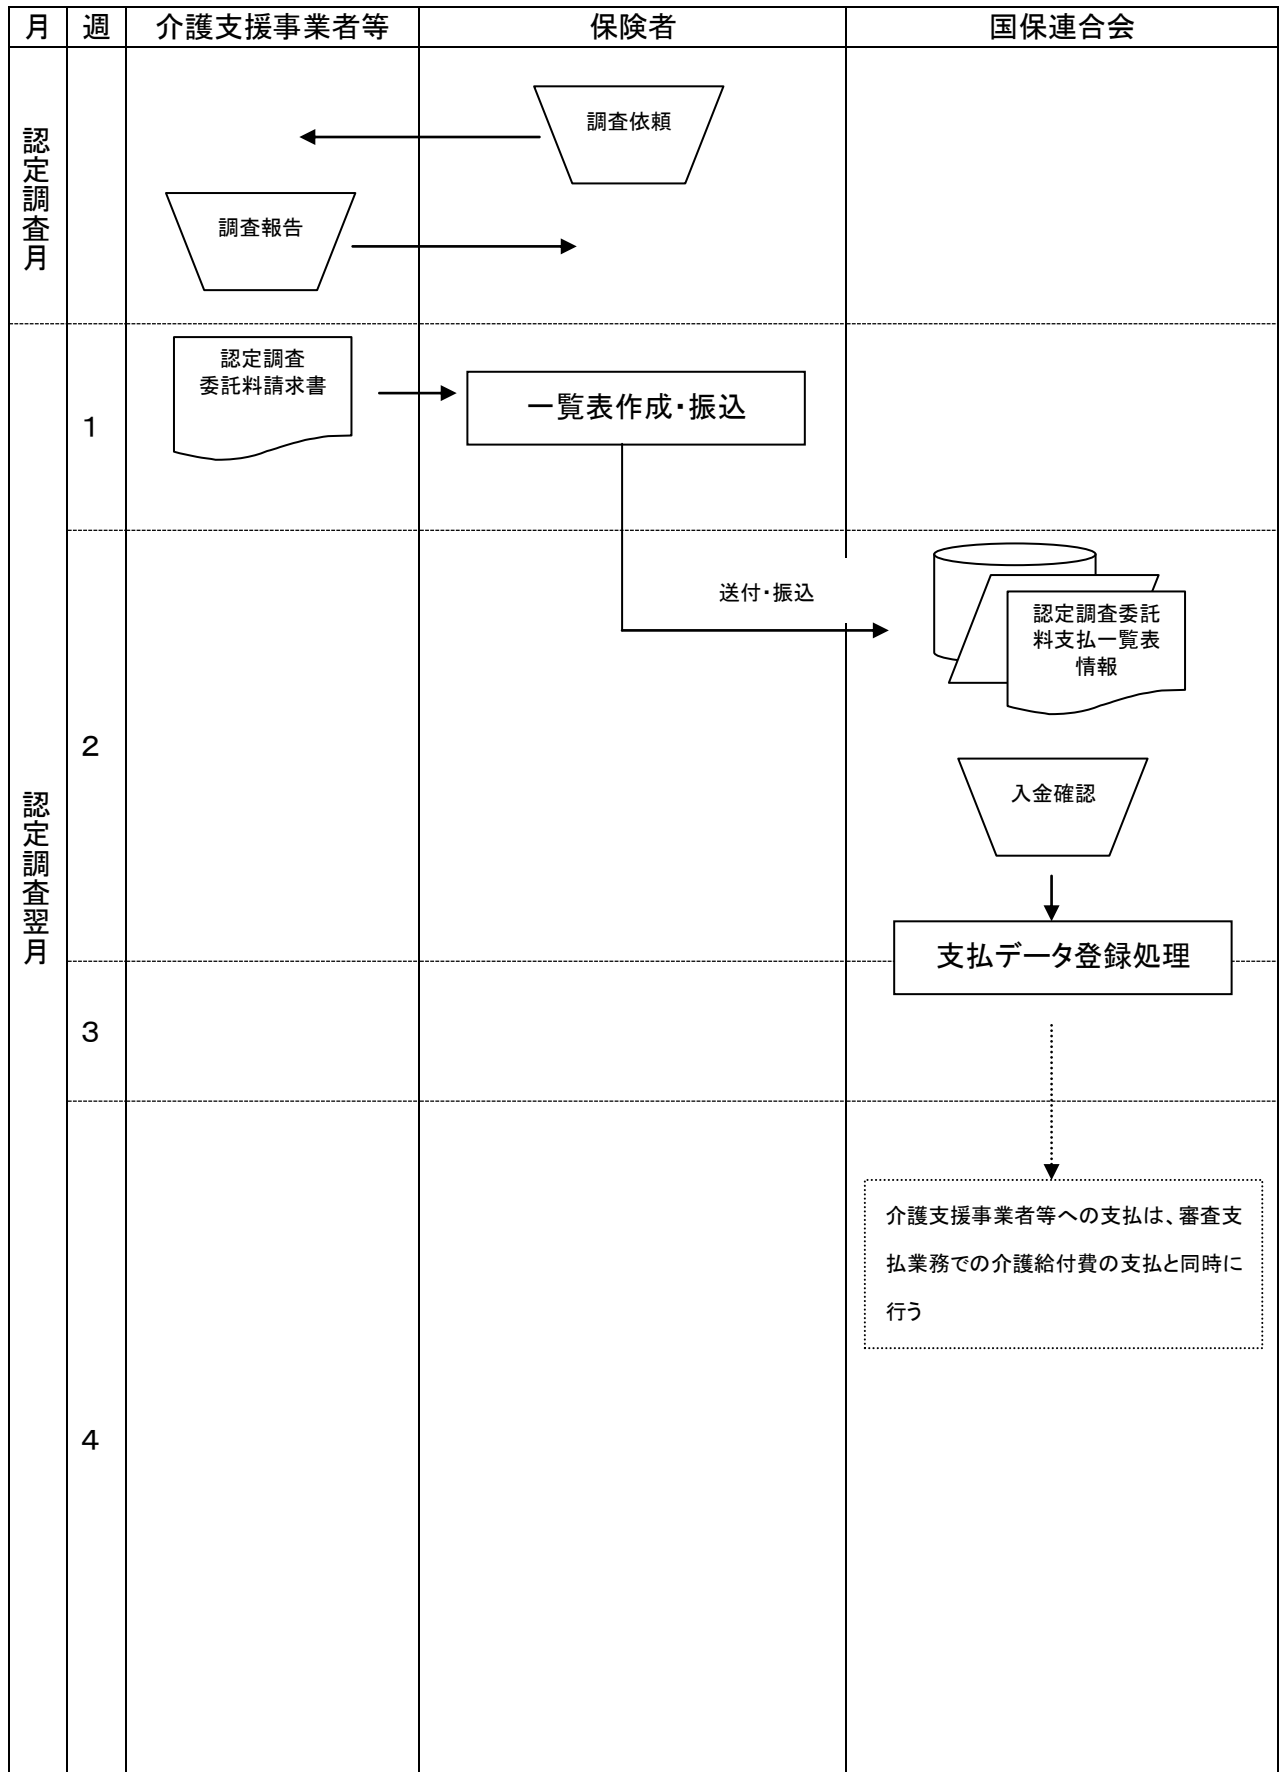 月 週 介護支援事業者等 保険者 国保連合会
認定調査月
調査依頼
調査報告
認定調査翌月
1
認定調査
委託料請求書
一覧表作成・振込
2
送付・振込
認定調査委託
料支払一覧表
情報
入金確認
支払データ登録処理
3
4
介護支援事業者等への支払は、審査支
払業務での介護給付費の支払と同時に
行う